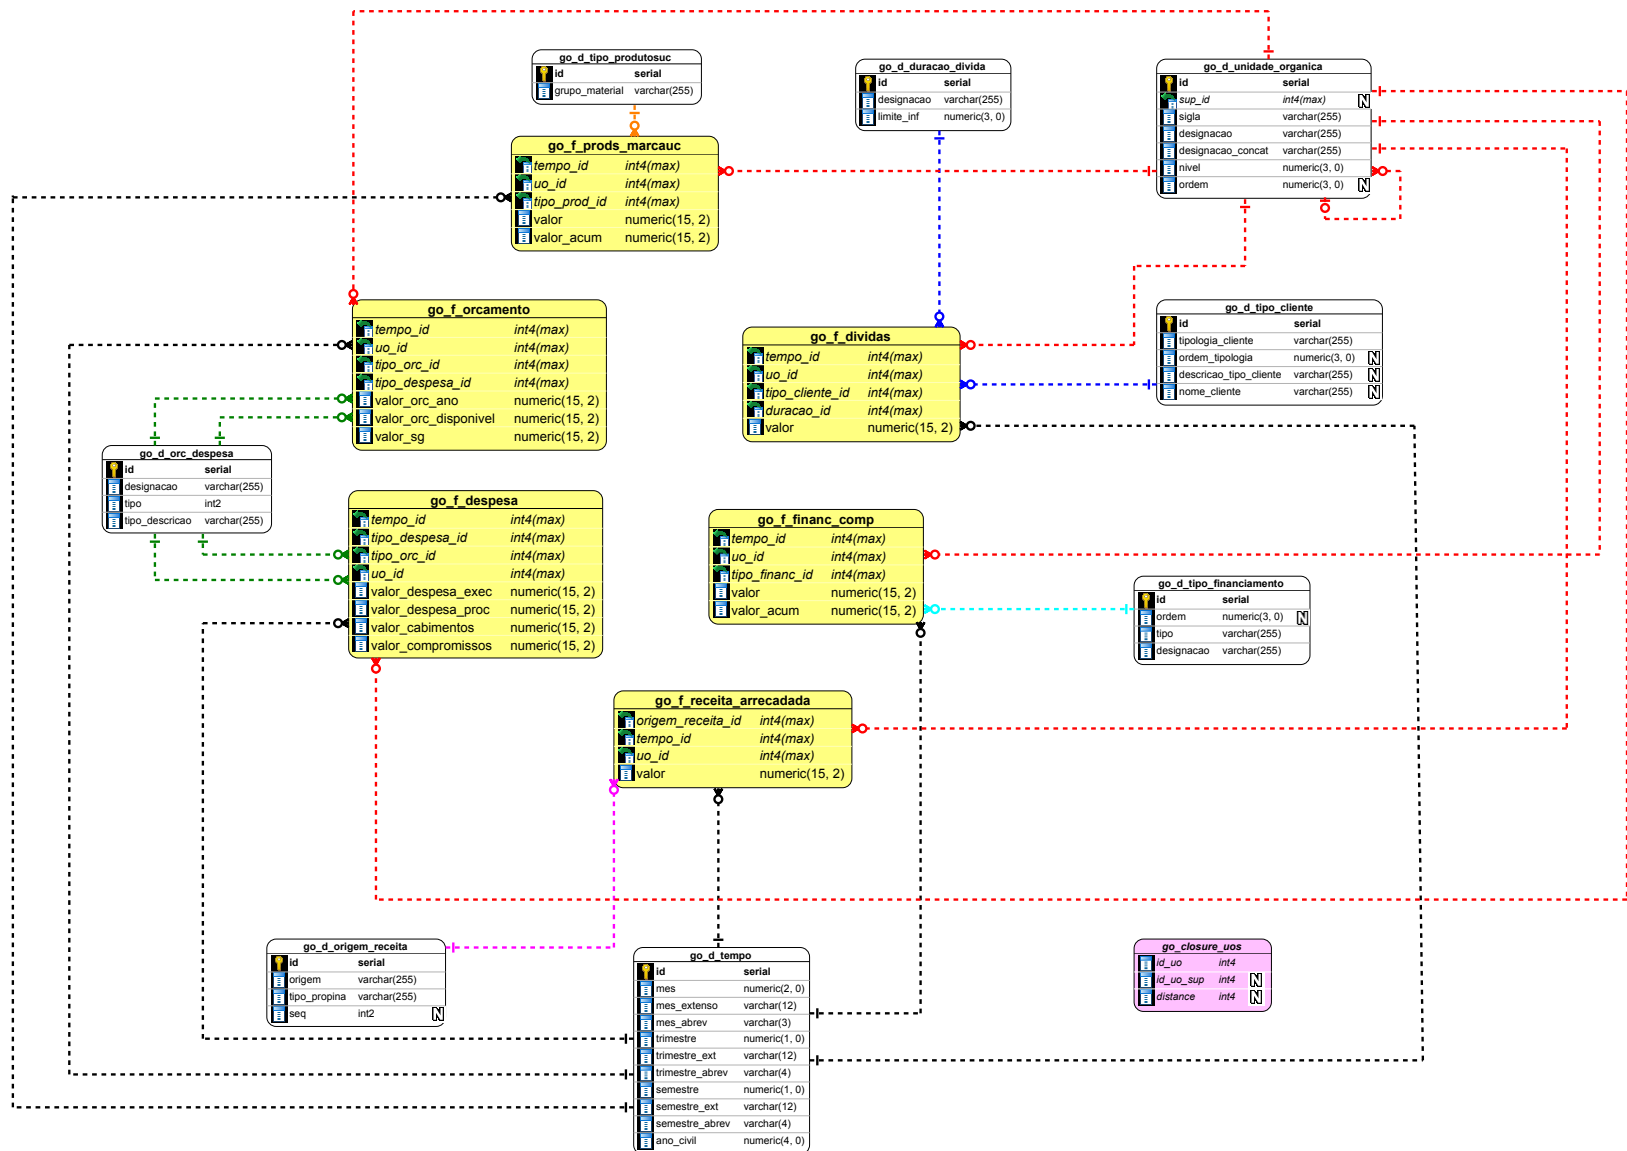 go_d_tipo_produtosuc
id serial
grupo_material varchar(255)
go_d_duracao_divida
id serial
designacao varchar(255)
limite_inf numeric(3, 0)
go_d_unidade_organica
id serial
sup_id int4(max) N
sigla varchar(255)
designacao varchar(255)
designacao_concat varchar(255)
nivel numeric(3, 0)
ordem numeric(3, 0) N
go_f_prods_marcauc
tempo_id int4(max)
uo_id int4(max)
tipo_prod_id int4(max)
valor numeric(15, 2)
valor_acum numeric(15, 2)
go_f_orcamento
tempo_id int4(max)
uo_id int4(max)
tipo_orc_id int4(max)
tipo_despesa_id int4(max)
valor_orc_ano numeric(15, 2)
valor_orc_disponivel numeric(15, 2)
valor_sg numeric(15, 2)
go_f_dividas
tempo_id int4(max)
uo_id int4(max)
tipo_cliente_id int4(max)
duracao_id int4(max)
valor numeric(15, 2)
go_d_tipo_cliente
id serial
tipologia_cliente varchar(255)
ordem_tipologia numeric(3, 0) N
descricao_tipo_cliente varchar(255) N
nome_cliente varchar(255) N
go_d_orc_despesa
id serial
designacao varchar(255)
tipo int2
tipo_descricao varchar(255)
go_f_despesa
tempo_id int4(max)
tipo_despesa_id int4(max)
tipo_orc_id int4(max)
uo_id int4(max)
valor_despesa_exec numeric(15, 2)
valor_despesa_proc numeric(15, 2)
valor_cabimentos numeric(15, 2)
valor_compromissos numeric(15, 2)
go_f_financ_comp
tempo_id int4(max)
uo_id int4(max)
tipo_financ_id int4(max)
valor numeric(15, 2)
valor_acum numeric(15, 2)
go_d_tipo_financiamento
id serial
ordem numeric(3, 0) N
tipo varchar(255)
designacao varchar(255)
go_f_receita_arrecadada
origem_receita_id int4(max)
tempo_id int4(max)
uo_id int4(max)
valor numeric(15, 2)
go_d_origem_receita
id serial
origem varchar(255)
tipo_propina varchar(255)
seq int2 N
go_d_tempo
id serial
mes numeric(2, 0)
mes_extenso varchar(12)
mes_abrev varchar(3)
trimestre numeric(1, 0)
trimestre_ext varchar(12)
trimestre_abrev varchar(4)
semestre numeric(1, 0)
semestre_ext varchar(12)
semestre_abrev varchar(4)
ano_civil numeric(4, 0)
go_closure_uos
id_uo int4
id_uo_sup int4 N
distance int4 N